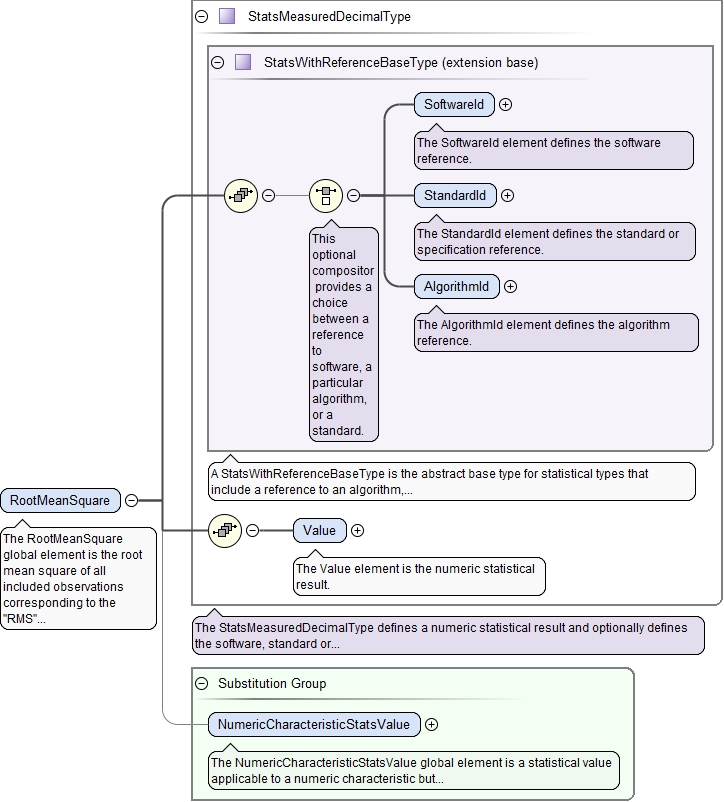 StatsMeasuredDecimalType
StatsWithReferenceBaseType (extension base)
SoftwareId
The SoftwareId element defines the software
reference.
StandardId
The StandardId element defines the standard or
specification reference.
AlgorithmId
The AlgorithmId element defines the algorithm
reference.
This
optional
compositor
provides a
choice
between a
reference
to
software, a
particular
algorithm,
or a
standard.
A StatsWithReferenceBaseType is the abstract base type for statistical types that
include a reference to an algorithm,...
RootMeanSquare
The RootMeanSquare
global element is the root
mean square of all
included observations
corresponding to the
"RMS"...
Value
The Value element is the numeric statistical
result.
The StatsMeasuredDecimalType defines a numeric statistical result and optionally defines
the software, standard or...
Substitution Group
NumericCharacteristicStatsValue
The NumericCharacteristicStatsValue global element is a statistical value
applicable to a numeric characteristic but...